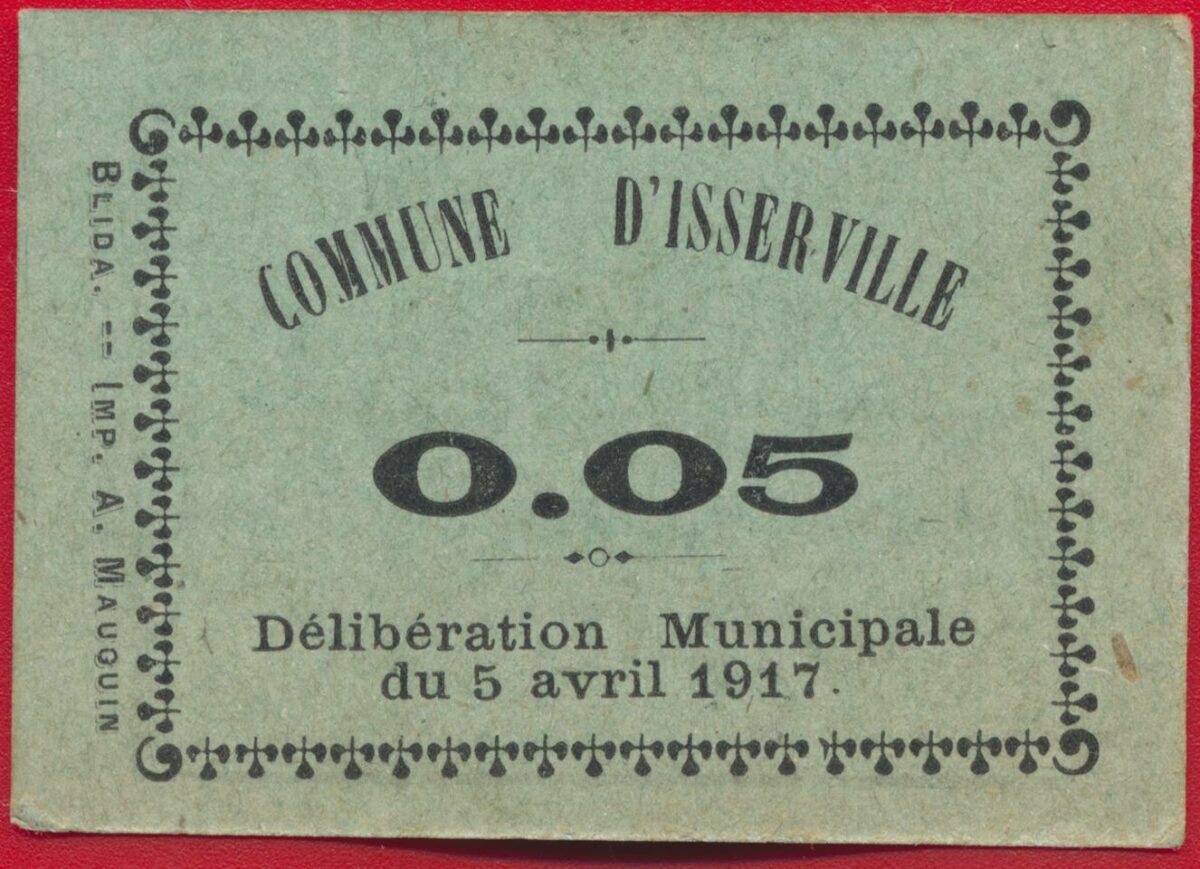 COMMUNE D'ISSERVILLE
0.05
Délibération Municipale
du 5 avril 1917.
BLIDA. -- IMP. A. MAUGUIN